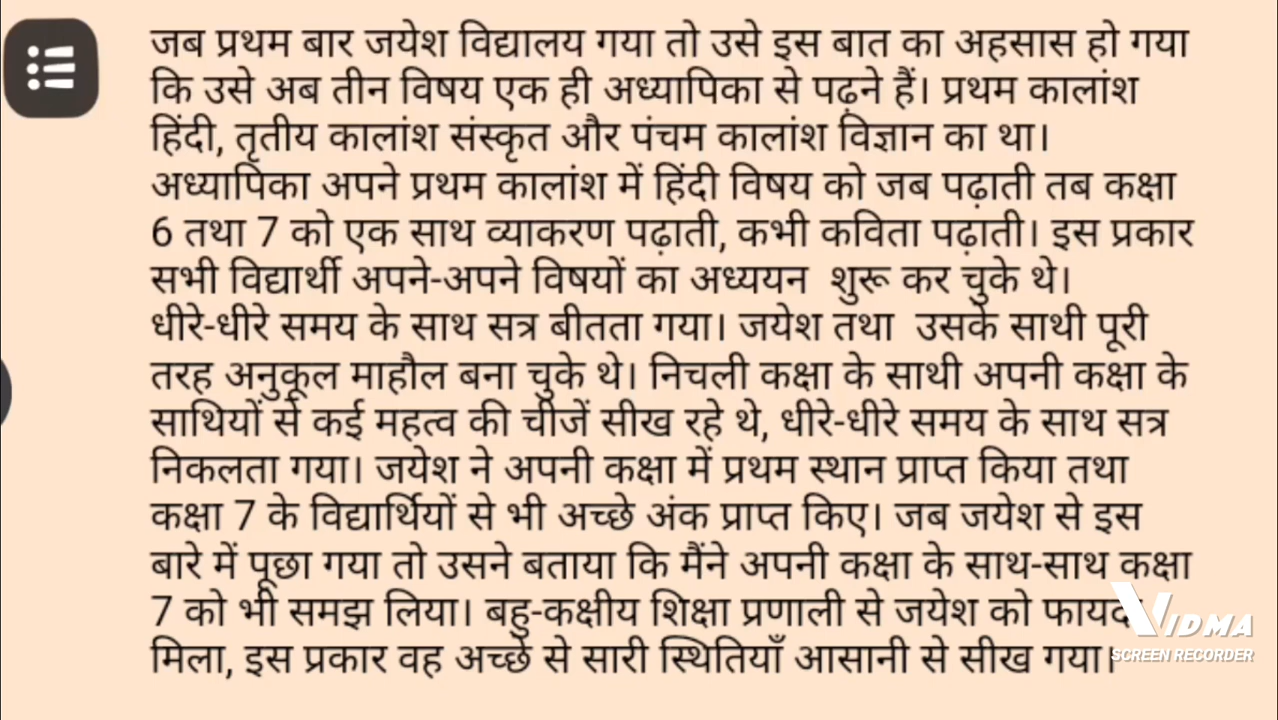 जब प्रथम बार जयेश विद्यालय गया तो उसे इस बात का अहसास हो गया
कि उसे अब तीन विषय एक ही अध्यापिका से पढ़ने हैं। प्रथम कालांश
हिंदी, तृतीय कालांश संस्कृत और पंचम कालांश विज्ञान का था।
अध्यापिका अपने प्रथम कालांश में हिंदी विषय को जब पढ़ाती तब कक्षा
6 तथा 7 को एक साथ व्याकरण पढ़ाती, कभी कविता पढ़ाती। इस प्रकार
सभी विद्यार्थी अपने-अपने विषयों का अध्ययन शुरू कर चुके थे।
धीरे-धीरे समय के साथ सत्र बीतता गया। जयेश तथा उसके साथी पूरी
तरह अनुकूल माहौल बना चुके थे। निचली कक्षा के साथी अपनी कक्षा के
साथियों से कई महत्व की चीजें सीख रहे थे, धीरे-धीरे समय के साथ सत्र
निकलता गया। जयेश ने अपनी कक्षा में प्रथम स्थान प्राप्त किया तथा
कक्षा 7 के विद्यार्थियों से भी अच्छे अंक प्राप्त किए। जब जयेश से इस
बारे में पूछा गया तो उसने बताया कि मैंने अपनी कक्षा के साथ-साथ कक्षा
7 को भी समझ लिया। बहु-कक्षीय शिक्षा प्रणाली से जयेश को
मिला, इस प्रकार वह अच्छे से सारी स्थितियाँ आसानी से सीख गया।
VIDMA
SCREEN RECORDER